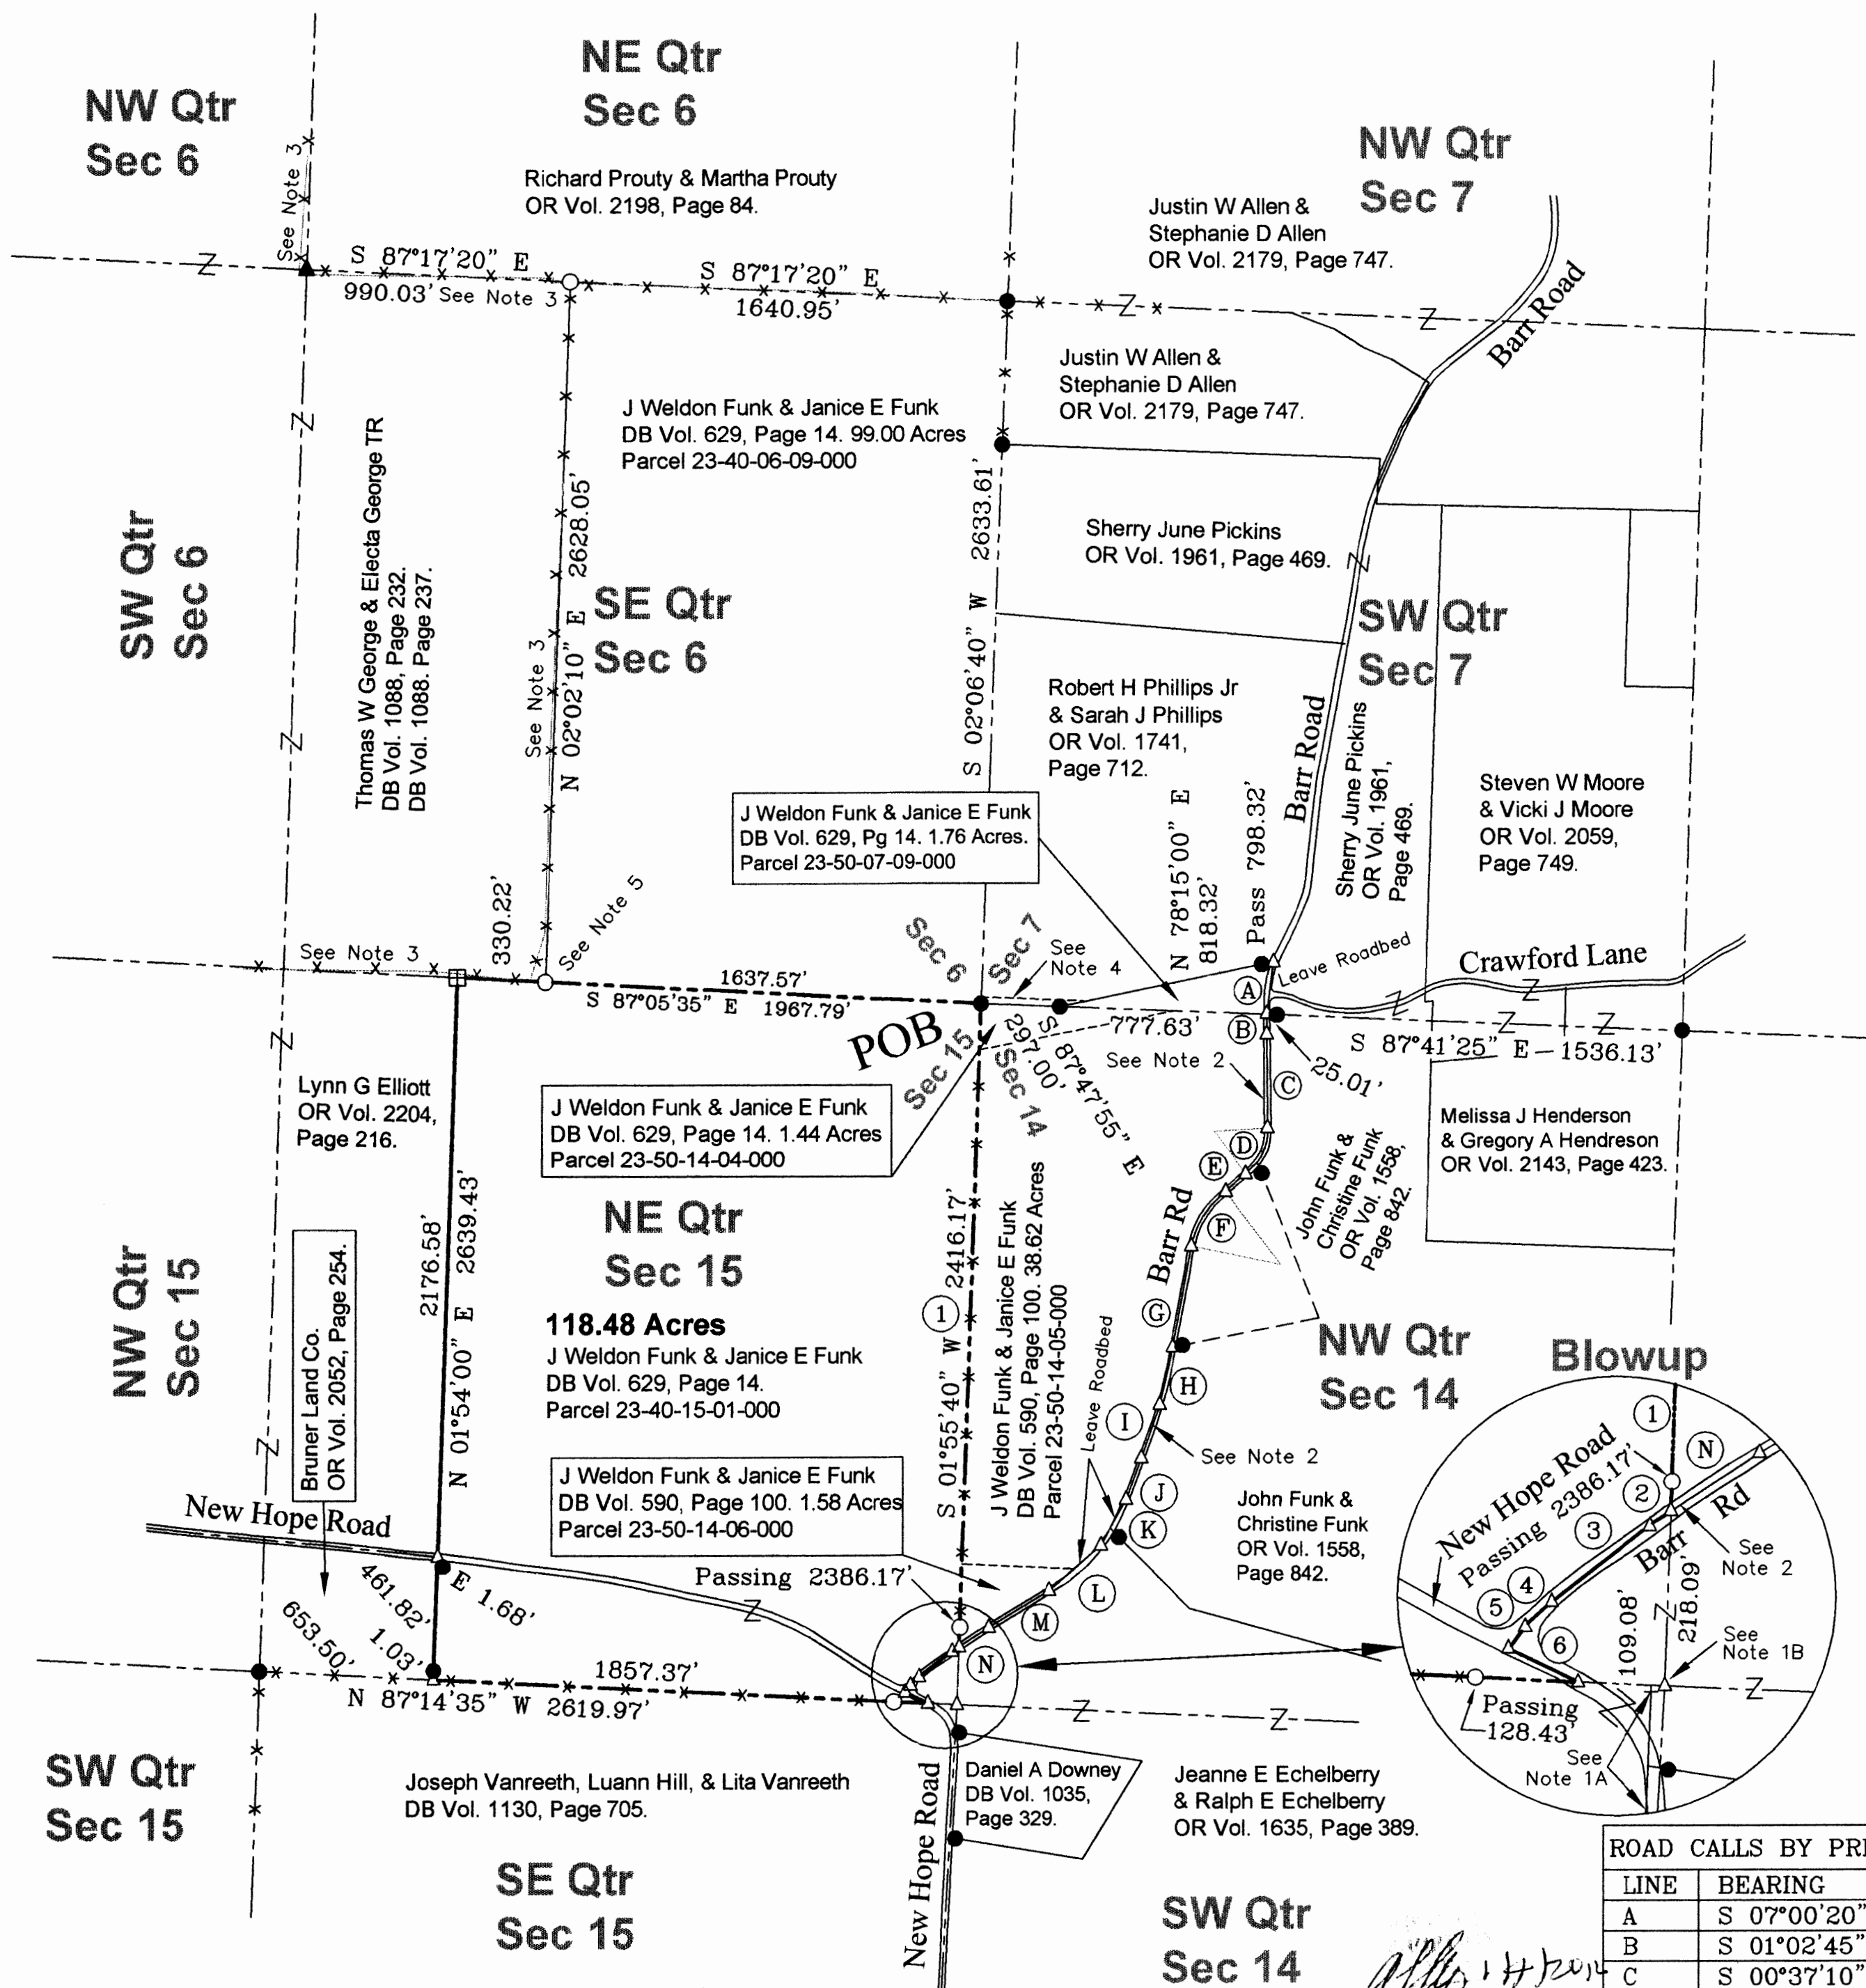 NE Qtr
Sec 6
NW Qtr
Sec 6
NW Qtr
Sec 7
Richard Prouty & Martha Prouty
OR Vol. 2198, Page 84.
Justin W Allen &
Stephanie D Allen
OR Vol. 2179, Page 747.
See Note 3
S 87°17'20" E
990.03' See Note 3
S 87°17'20" E
1640.95'
Barr Road
Justin W Allen &
Stephanie D Allen
OR Vol. 2179, Page 747.
J Weldon Funk & Janice E Funk
DB Vol. 629, Page 14. 99.00 Acres
Parcel 23-40-06-09-000
SW Qtr
Sec 6
Thomas W George & Electa George TR
DB Vol. 1088, Page 232.
DB Vol. 1088. Page 237.
See Note 3
N 02°02'10" E 2628.05'
SE Qtr
Sec 6
S 02°06'40" W 2633.61'
Sherry June Pickins
OR Vol. 1961, Page 469.
SW Qtr
Sec 7
Robert H Phillips Jr
& Sarah J Phillips
OR Vol. 1741,
Page 712.
Barr Road
Sherry June Pickins
OR Vol. 1961,
Page 469.
Steven W Moore
& Vicki J Moore
OR Vol. 2059,
Page 749.
J Weldon Funk & Janice E Funk
DB Vol. 629, Pg 14. 1.76 Acres.
Parcel 23-50-07-09-000
N 78°15'00" E
818.32'
Pass 798.32'
330.22'
See Note 5
See Note 3
Sec 6
Sec 7
See
Note 4
Leave Roadbed
Crawford Lane
1637.57'
S 87°05'35" E 1967.79'
POB
Sec 15
Sec 14
297.00'
S 87°47'55" E
777.63'
A
B
S 87°41'25" E 1536.13'
25.01'
See Note 2
C
Lynn G Elliott
OR Vol. 2204,
Page 216.
J Weldon Funk & Janice E Funk
DB Vol. 629, Page 14. 1.44 Acres
Parcel 23-50-14-04-000
D
E
F
John Funk &
Christine Funk
OR Vol. 1558,
Page 842.
Melissa J Henderson
& Gregory A Hendreson
OR Vol. 2143, Page 423.
NW Qtr
Sec 15
Bruner Land Co.
OR Vol. 2052, Page 254.
2176.58'
N 01°54'00" E 2639.43'
NE Qtr
Sec 15
118.48 Acres
J Weldon Funk & Janice E Funk
DB Vol. 629, Page 14.
Parcel 23-40-15-01-000
1
S 01°55'40" W 2416.17'
J Weldon Funk & Janice E Funk
DB Vol. 590, Page 100. 38.62 Acres
Parcel 23-50-14-05-000
Leave Roadbed
Barr Rd
G
H
I
See Note 2
J
K
NW Qtr
Sec 14
J Weldon Funk & Janice E Funk
DB Vol. 590, Page 100. 1.58 Acres
Parcel 23-50-14-06-000
John Funk &
Christine Funk
OR Vol. 1558,
Page 842.
New Hope Road
Passing 2386.17'
L
M
N
461.82'
E 1.68'
653.50'
1.03'
1857.37'
N 87°14'35" W 2619.97'
Blowup
1
N
New Hope Road
Passing 2386.17'
2
3
Barr Rd
See
Note 2
4
5
6
109.08'
218.09'
See
Note 1B
Passing
128.43'
See
Note 1A
SW Qtr
Sec 15
Joseph Vanreeth, Luann Hill, & Lita Vanreeth
DB Vol. 1130, Page 705.
New Hope Road
Daniel A Downey
DB Vol. 1035,
Page 329.
Jeanne E Echelberry
& Ralph E Echelberry
OR Vol. 1635, Page 389.
SE Qtr
Sec 15
SW Qtr
Sec 14
ROAD CALLS BY PR
LINE BEARING
A S 07°00'20"
B S 01°02'45"
C S 00°37'10"